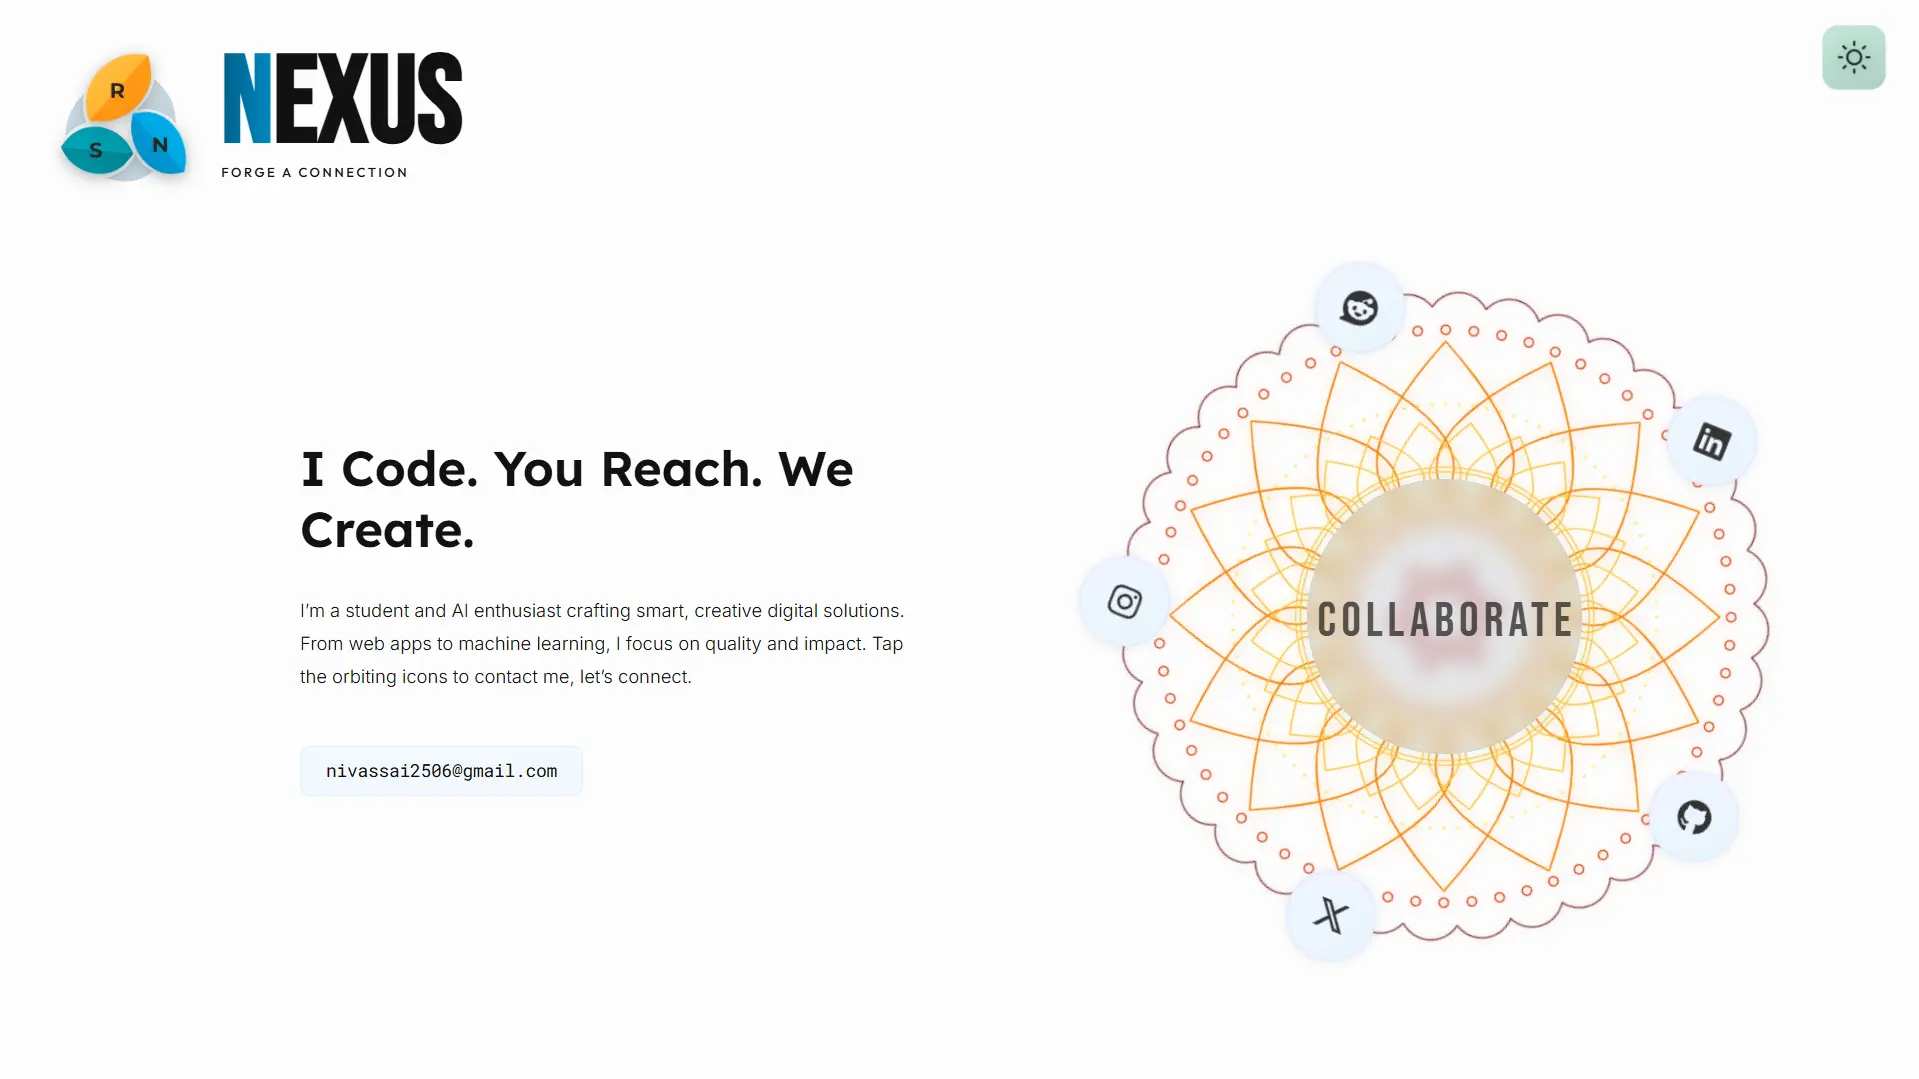 R
S
N
NEXUS
FORGE A CONNECTION
I Code. You Reach. We
Create.
I’m a student and AI enthusiast crafting smart, creative digital solutions.
From web apps to machine learning, I focus on quality and impact. Tap
the orbiting icons to contact me, let’s connect.
nivassai2506@gmail.com
COLLABORATE
in
X